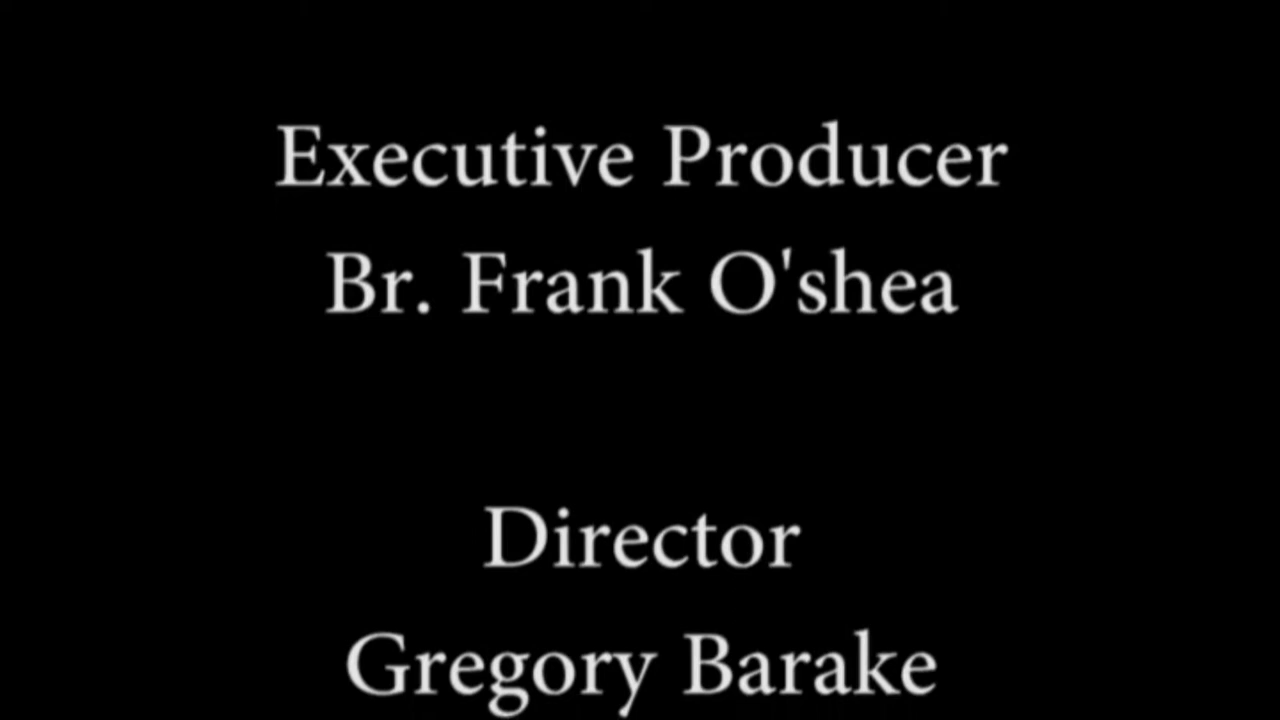 Executive Producer
Br. Frank O'shea
Director
Gregory Barake